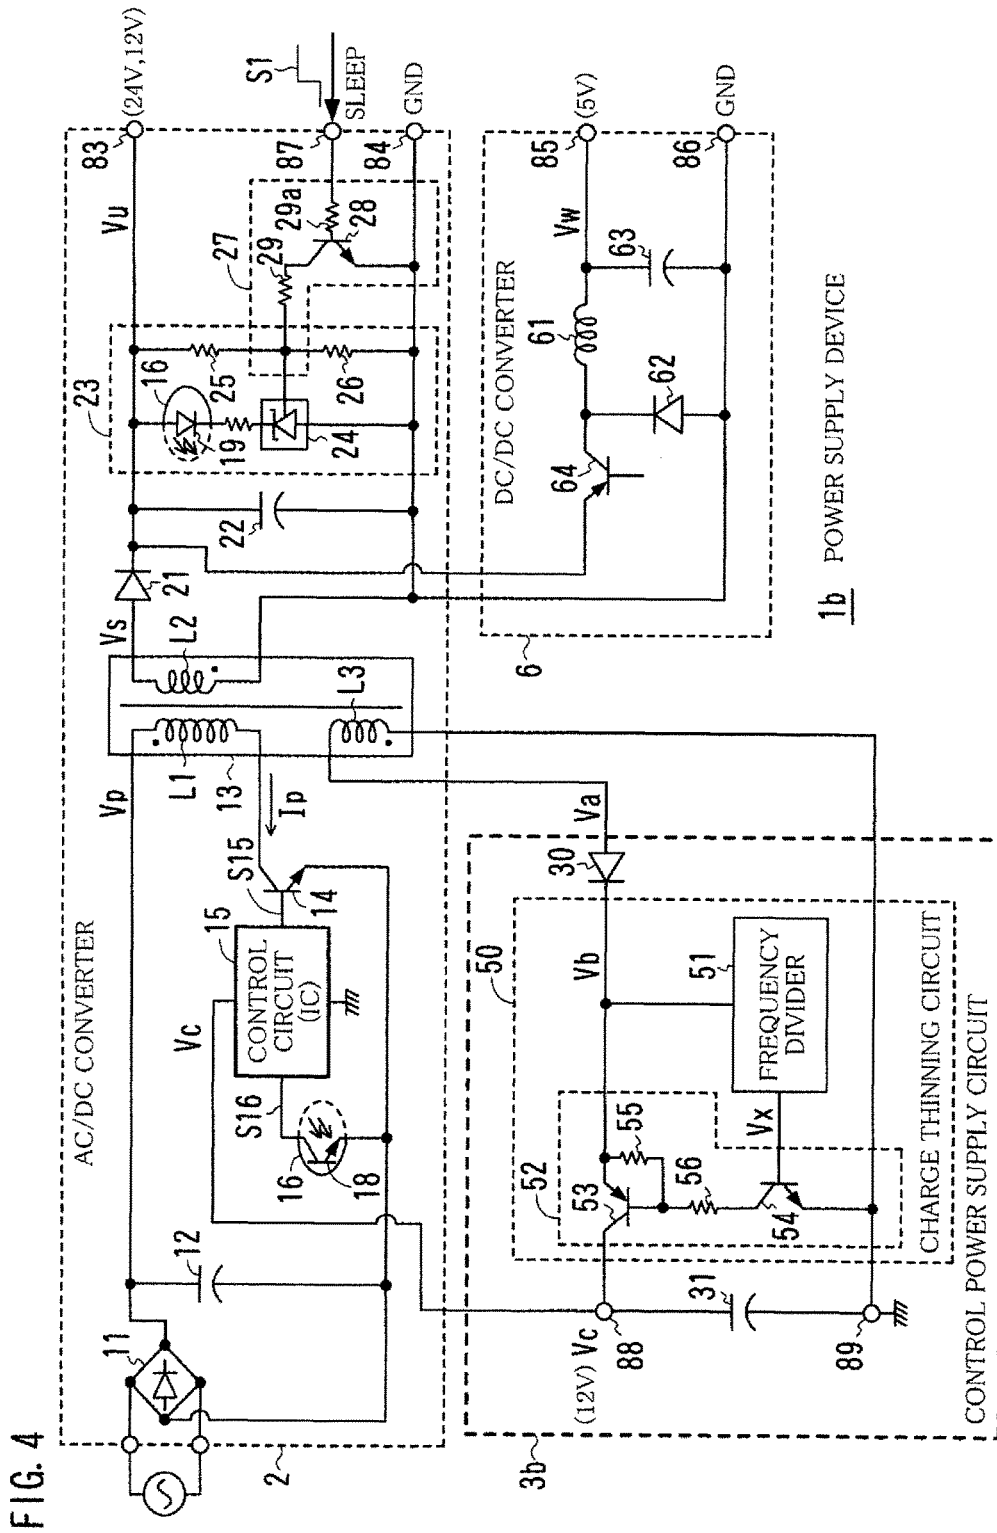 FIG. 4
AC/DC CONVERTER
2
11
12
Vp
L1
13
Ip
Vs
L2
L3
21
22
23
16
19
24
25
26
27
29
29a
28
Vu
83
(24V,12V)
S1
87
SLEEP
84
GND
Vc
15
CONTROL
CIRCUIT
(IC)
S15
14
S16
16
18
DC/DC CONVERTER
6
64
61
62
63
Vw
85
(5V)
86
GND
1b POWER SUPPLY DEVICE
3b
(12V) Vc
88
89
31
50
52
53
55
56
54
Vx
Vb
51
FREQUENCY
DIVIDER
30
Va
CHARGE THINNING CIRCUIT
CONTROL POWER SUPPLY CIRCUIT